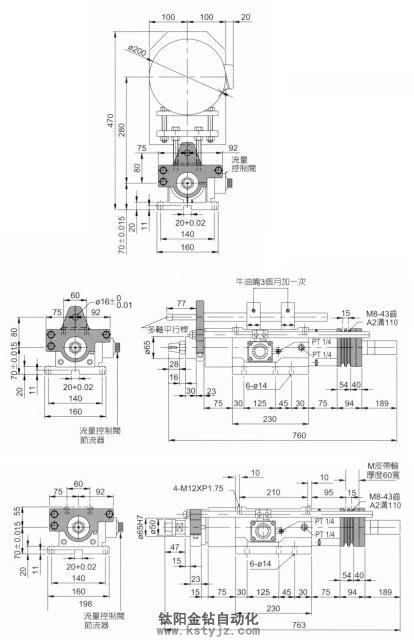 100 100 20
ø200
470
280
75 92
流量
控制閥
80
70±0.015
20
11
20+0.02
140
160
牛油嘴3個月加一次
77
15
M8-43齒
A2溝110
多軸平行桿
PT 1/4
PT 1/4
ø65
28
16
30 23
6-ø14
54 40
75 30 125 45 30 75 94 189
230
760
60
ø16±0 0.01
75 92
80
70±0.015
20
11
20+0.02
140
160
流量控制閥
節流器
M皮帶輪
厚度60寬
10 10
4-M12XP1.75
210 95 15
M8-43齒
A2溝110
ø85H7
ø50
PT 1/4
PT 1/4
47
15
23
6-ø14
54 40
75 30 125 45 30 75 94 189
230
763
60
75 92
55
70±0.015
20
11
20+0.02
140
160
198
流量控制閥
節流器
钛阳金钻自动化
www.kstyjz.com